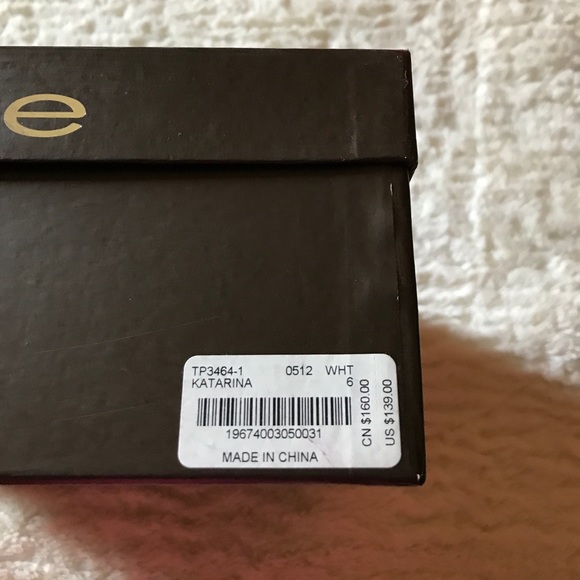 e
TP3464-1 0512 WHT
KATARINA 6
19674003050031
MADE IN CHINA
CN $160.00
US $139.00